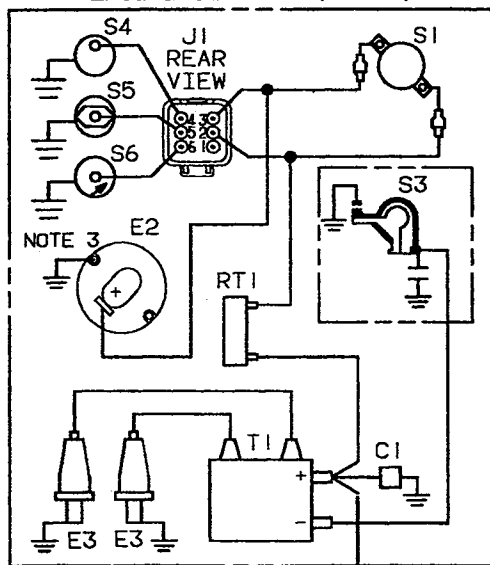 S4
J1
REAR
VIEW
S1
S5
4 3
5 2
6 1
S6
S3
NOTE 3
E2
+
RT1
T1
C1
+
-
E3
E3